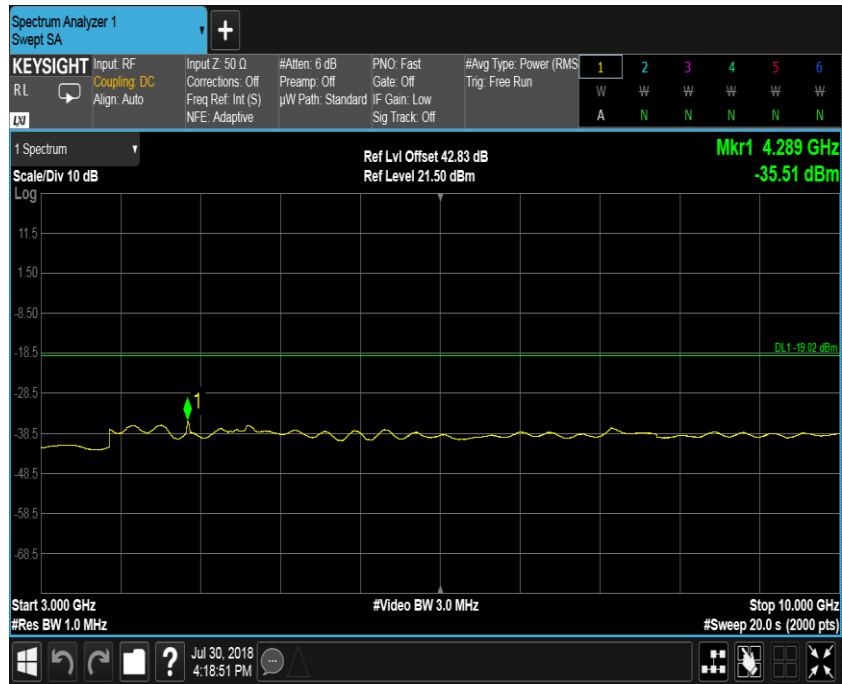 Spectrum Analyzer 1
Swept SA
+
KEYSIGHT
RL
LXI
Input: RF
Coupling: DC
Align: Auto
Input Z: 50 Ω
Corrections: Off
Freq Ref: Int (S)
NFE: Adaptive
#Atten: 6 dB
Preamp: Off
µW Path: Standard
PNO: Fast
Gate: Off
IF Gain: Low
Sig Track: Off
#Avg Type: Power (RMS
Trig: Free Run
1 2 3 4 5 6
W W W W W W
A N N N N N
1 Spectrum
Scale/Div 10 dB
Ref Lvl Offset 42.83 dB
Ref Level 21.50 dBm
Mkr1 4.289 GHz
-35.51 dBm
Log
11.5
1.50
-8.50
-18.5
DL1 -19.02 dBm
-28.5
1
-38.5
-48.5
-58.5
-68.5
Start 3.000 GHz
#Video BW 3.0 MHz
Stop 10.000 GHz
#Res BW 1.0 MHz
#Sweep 20.0 s (2000 pts)
?
Jul 30, 2018
4:18:51 PM